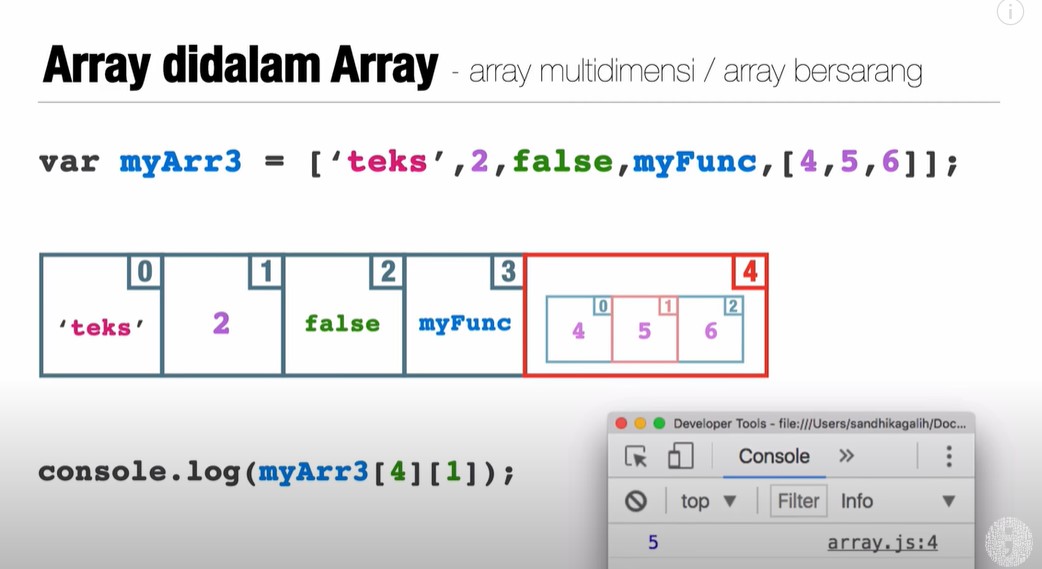 Array didalam Array - array multidimensi / array bersarang
var myArr3 = [‘teks’,2,false,myFunc,[4,5,6]];
0 1 2 3 4
0 1 2
‘teks’ 2 false myFunc 4 5 6
Developer Tools - file:///Users/sandhikagalih/Doc...
Console »
console.log(myArr3[4][1]);
top ▼ Filter Info ▼
5 array.js:4